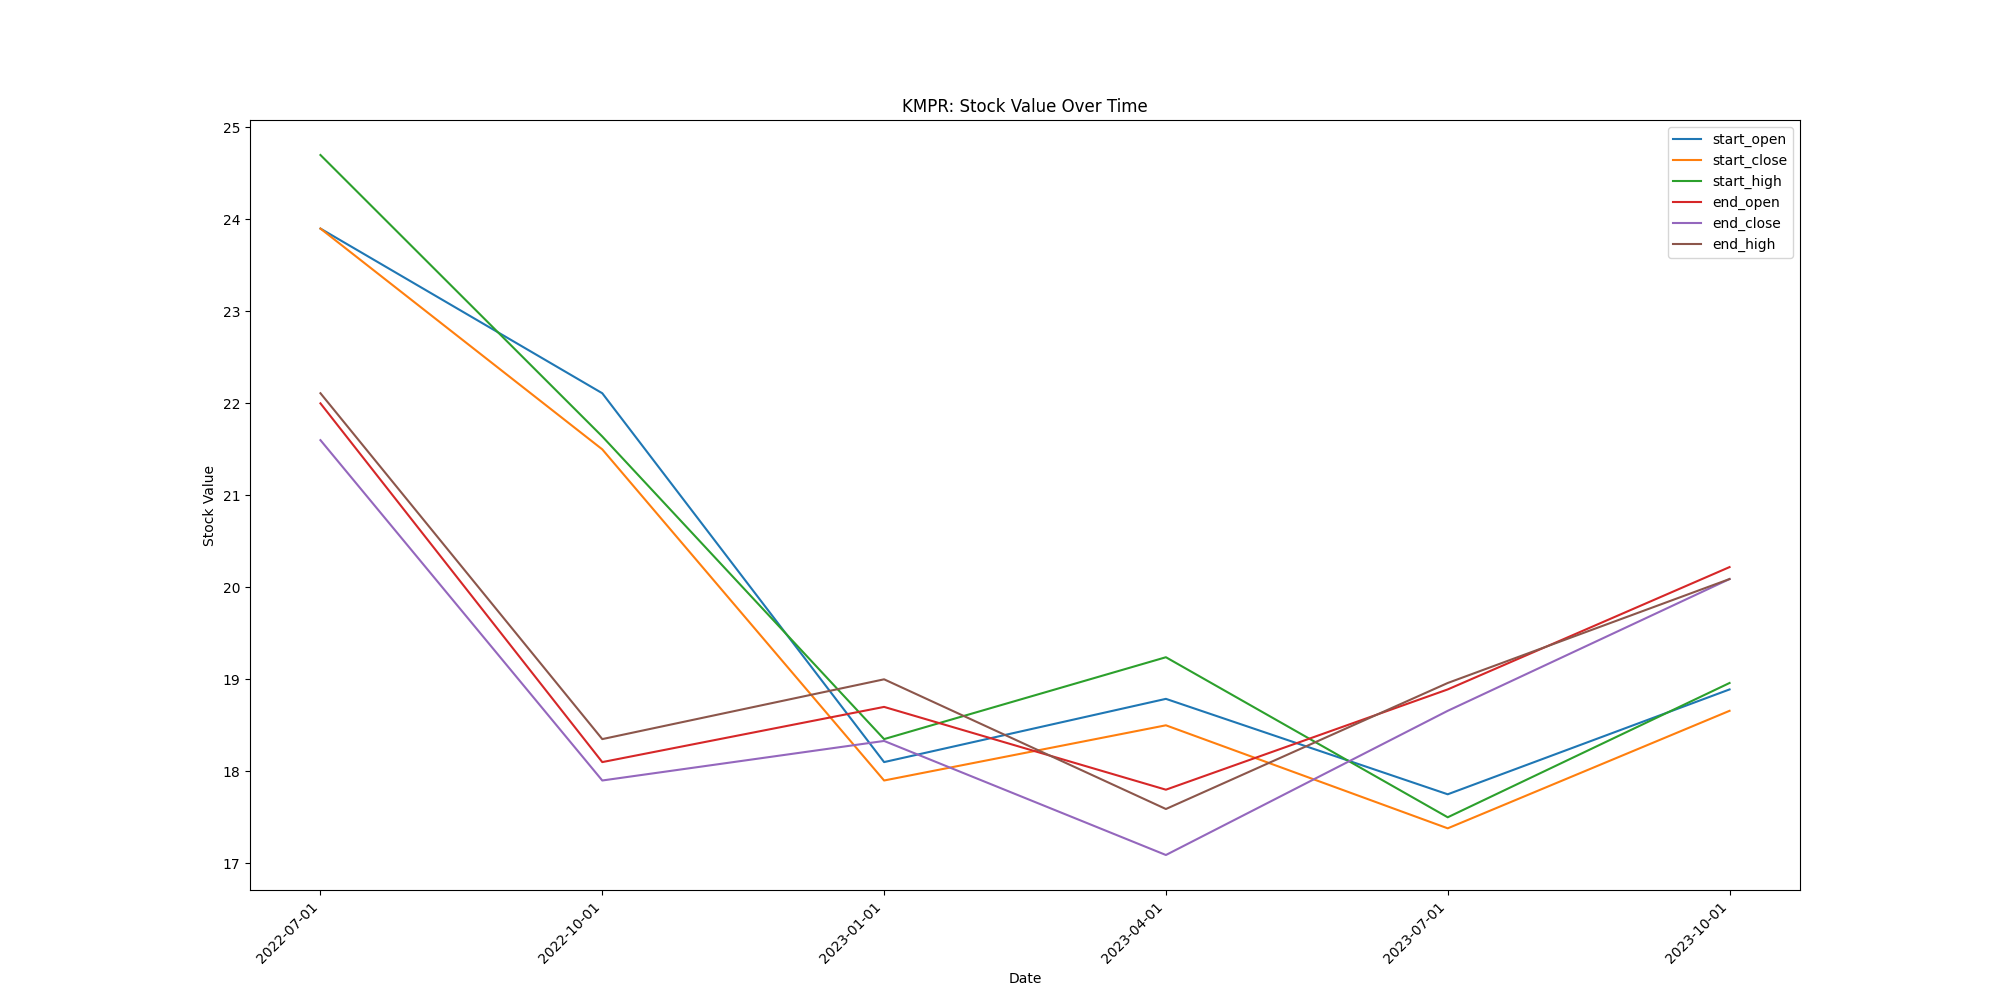 KMPR: Stock Value Over Time
25
24
23
22
21
20
19
18
17
Stock Value
start_open
start_close
start_high
end_open
end_close
end_high
2022-07-01
2022-10-01
2023-01-01
2023-04-01
2023-07-01
2023-10-01
Date